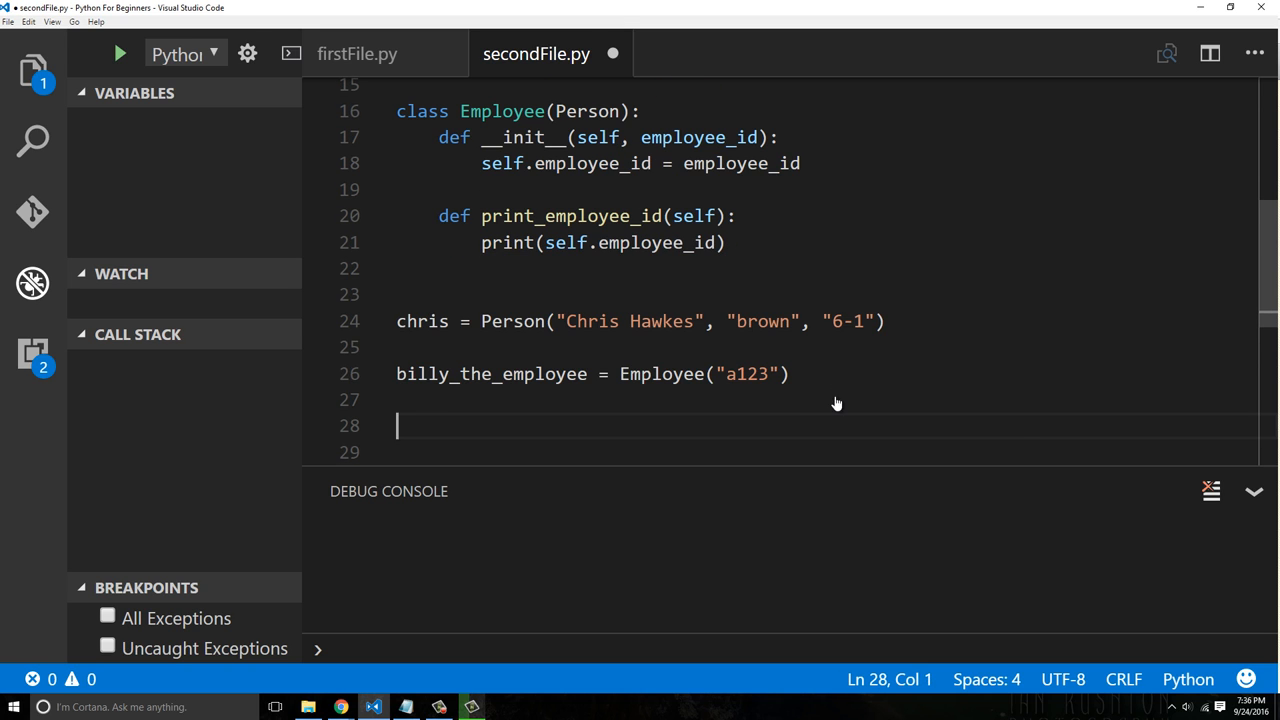 ● secondFile.py - Python For Beginners - Visual Studio Code
File Edit View Go Help
Python
firstFile.py
secondFile.py
1
2
VARIABLES
WATCH
CALL STACK
BREAKPOINTS
All Exceptions
Uncaught Exceptions
15
16 class Employee(Person):
17 def __init__(self, employee_id):
18 self.employee_id = employee_id
19
20 def print_employee_id(self):
21 print(self.employee_id)
22
23
24 chris = Person("Chris Hawkes", "brown", "6-1")
25
26 billy_the_employee = Employee("a123")
27
28
29
DEBUG CONSOLE
0 0
Ln 28, Col 1 Spaces: 4 UTF-8 CRLF Python
I'm Cortana. Ask me anything.
7:36 PM
9/24/2016